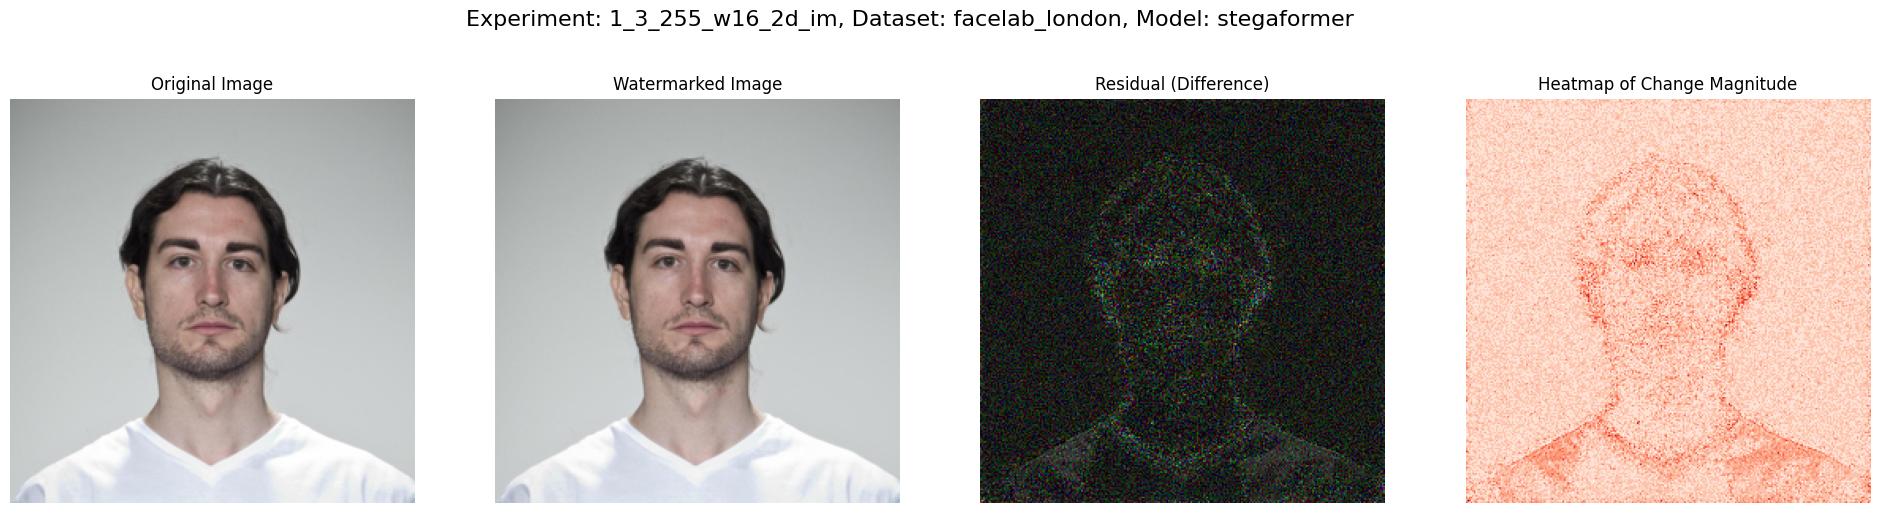 Experiment: 1_3_255_w16_2d_im, Dataset: facelab_london, Model: stegaformer
Original Image
Watermarked Image
Residual (Difference)
Heatmap of Change Magnitude